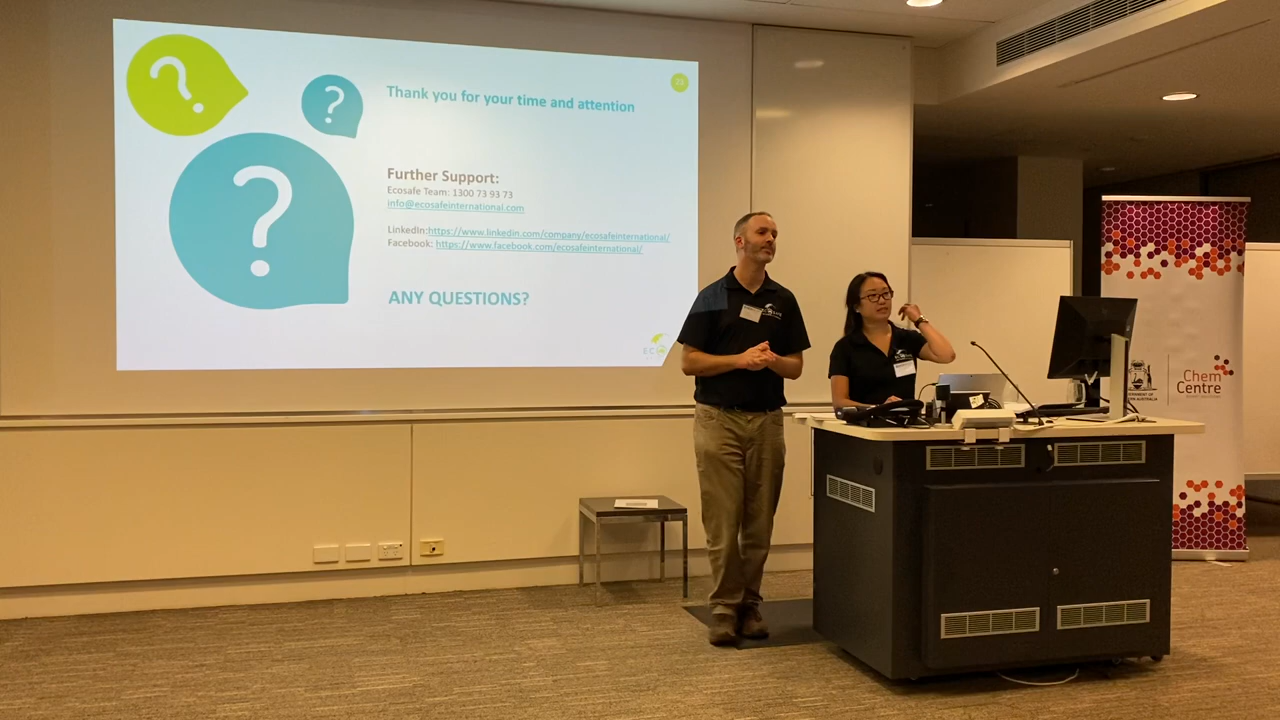 ?
?
?
22
Thank you for your time and attention
Further Support:
Ecosafe Team: 1300 73 93 73
info@ecosafeinternational.com
LinkedIn:https://www.linkedin.com/company/ecosafeinternational/
Facebook: https://www.facebook.com/ecosafeinternational/
ANY QUESTIONS?
Chem
Centre